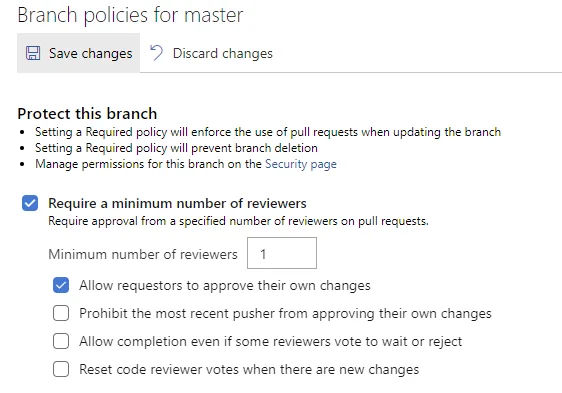 Branch policies for master
Save changes Discard changes
Protect this branch
• Setting a Required policy will enforce the use of pull requests when updating the branch
• Setting a Required policy will prevent branch deletion
• Manage permissions for this branch on the Security page
Require a minimum number of reviewers
Require approval from a specified number of reviewers on pull requests.
Minimum number of reviewers 1
Allow requestors to approve their own changes
Prohibit the most recent pusher from approving their own changes
Allow completion even if some reviewers vote to wait or reject
Reset code reviewer votes when there are new changes